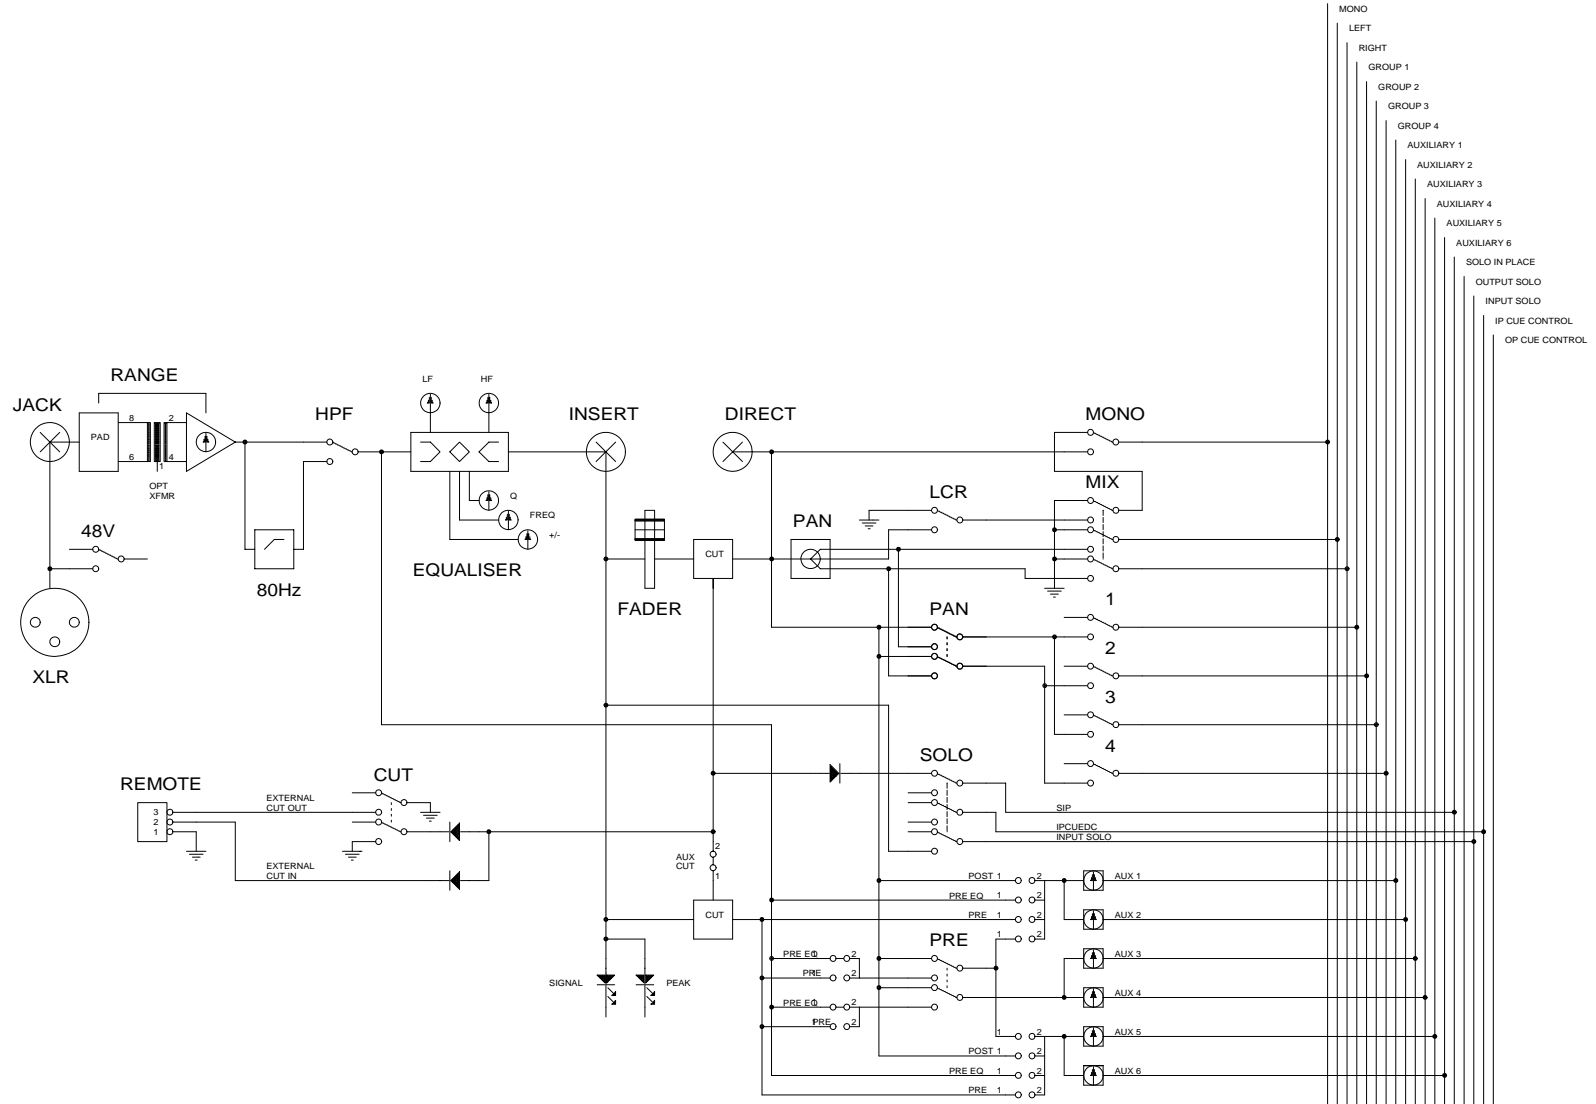 MONO
LEFT
RIGHT
GROUP 1
GROUP 2
GROUP 3
GROUP 4
AUXILIARY 1
AUXILIARY 2
AUXILIARY 3
AUXILIARY 4
AUXILIARY 5
AUXILIARY 6
SOLO IN PLACE
OUTPUT SOLO
INPUT SOLO
IP CUE CONTROL
OP CUE CONTROL
RANGE
JACK
PAD
8
2
6
4
1
OPT
XFMR
48V
XLR
HPF
80Hz
LF
HF
Q
FREQ
+/-
EQUALISER
INSERT
FADER
DIRECT
CUT
PAN
LCR
MONO
MIX
PAN
1
2
3
4
SOLO
SIP
IPCUEDC
INPUT SOLO
REMOTE
3
2
1
EXTERNAL
CUT OUT
EXTERNAL
CUT IN
CUT
AUX
CUT
2
1
CUT
SIGNAL
PEAK
POST 1
2
AUX 1
PRE EQ 1
2
PRE 1
2
AUX 2
1
2
PRE
PRE EQ
2
PRE
2
AUX 3
AUX 4
PRE EQ
2
PRE
2
1
2
AUX 5
POST 1
2
PRE EQ 1
2
AUX 6
PRE 1
2